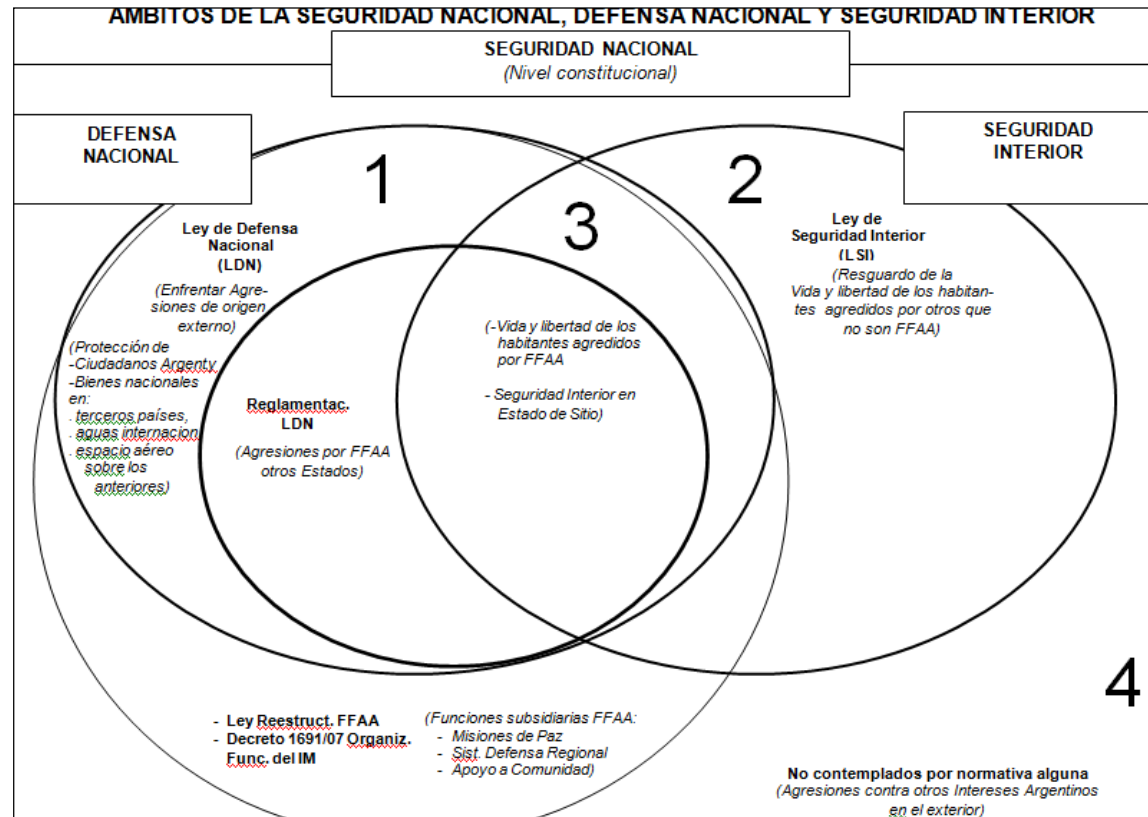 AMBITOS DE LA SEGURIDAD NACIONAL, DEFENSA NACIONAL Y SEGURIDAD INTERIOR
SEGURIDAD NACIONAL
(Nivel constitucional)
DEFENSA
NACIONAL
SEGURIDAD
INTERIOR
1
2
3
Ley de Defensa
Nacional
(LDN)
(Enfrentar Agre-
siones de origen
externo)
(Protección de
-Ciudadanos Argenty
-Bienes nacionales
en:
. terceros países,
. aguas internacion
. espacio aéreo
sobre los
anteriores)
Reglamentac.
LDN
(Agresiones por FFAA
otros Estados)
(-Vida y libertad de los
habitantes agredidos
por FFAA
- Seguridad Interior en
Estado de Sitio)
Ley de
Seguridad Interior
(LSI)
(Resguardo de la
Vida y libertad de los habitan-
tes agredidos por otros que
no son FFAA)
4
- Ley Reestruct. FFAA
- Decreto 1691/07 Organiz.
Func. del IM
(Funciones subsidiarias FFAA:
- Misiones de Paz
- Sist. Defensa Regional
- Apoyo a Comunidad)
No contemplados por normativa alguna
(Agresiones contra otros Intereses Argentinos
en el exterior)